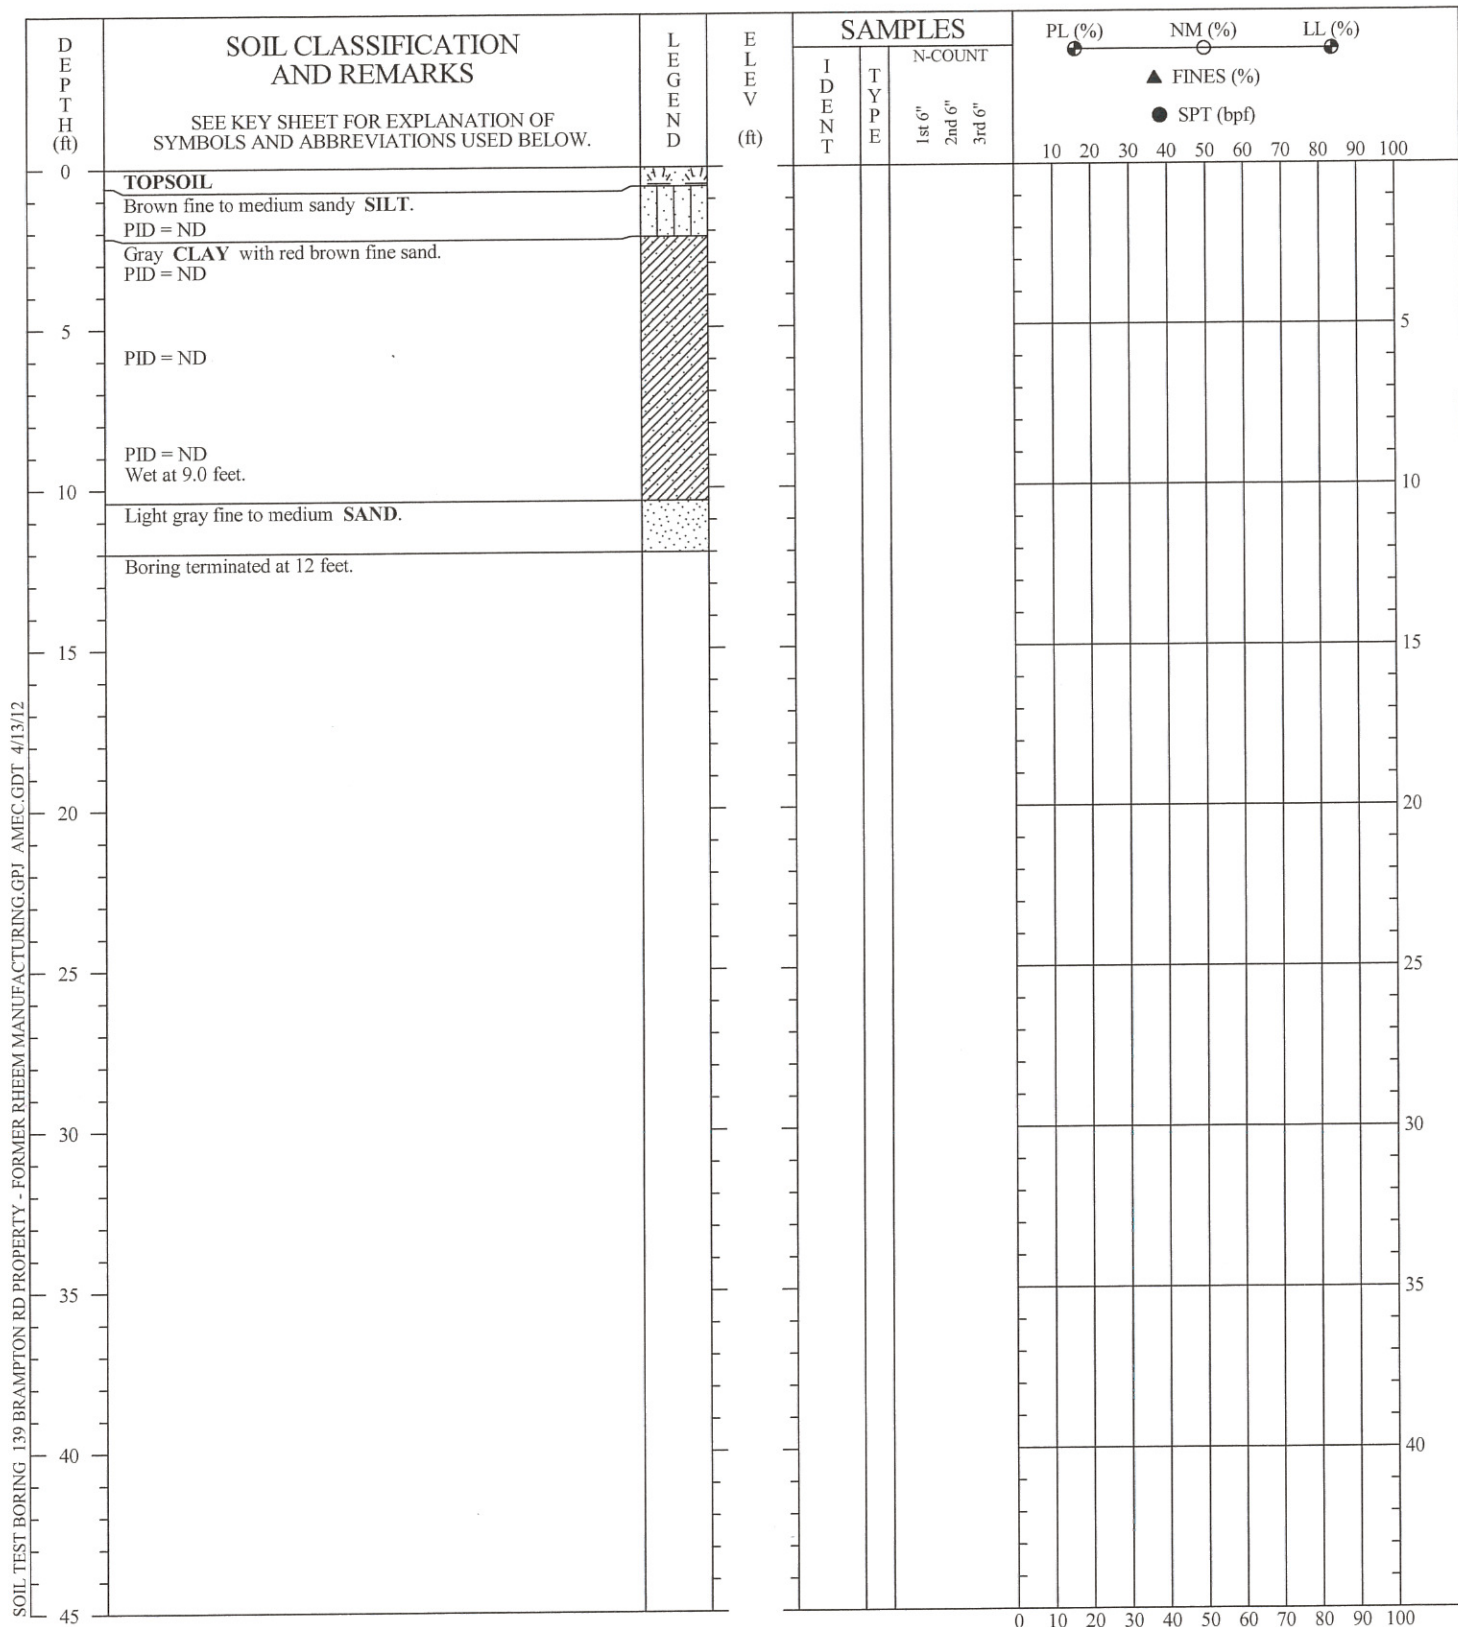 DEPTH
(ft)
SOIL CLASSIFICATION
AND REMARKS
SEE KEY SHEET FOR EXPLANATION OF
SYMBOLS AND ABBREVIATIONS USED BELOW.
LEGEND
ELEV
(ft)
SAMPLES
IDENT
TYPE
N-COUNT
1st 6"
2nd 6"
3rd 6"
PL (%) NM (%) LL (%)
▲ FINES (%)
● SPT (bpf)
10 20 30 40 50 60 70 80 90 100
0
TOPSOIL
Brown fine to medium sandy SILT.
PID = ND
Gray CLAY with red brown fine sand.
PID = ND
5 5
PID = ND
PID = ND
Wet at 9.0 feet.
10 10
Light gray fine to medium SAND.
Boring terminated at 12 feet.
15 15
20 20
25 25
30 30
35 35
40 40
45
0 10 20 30 40 50 60 70 80 90 100
SOIL TEST BORING 139 BRAMPTON RD PROPERTY - FORMER RHEEM MANUFACTURING.GPJ AMEC.GDT 4/13/12